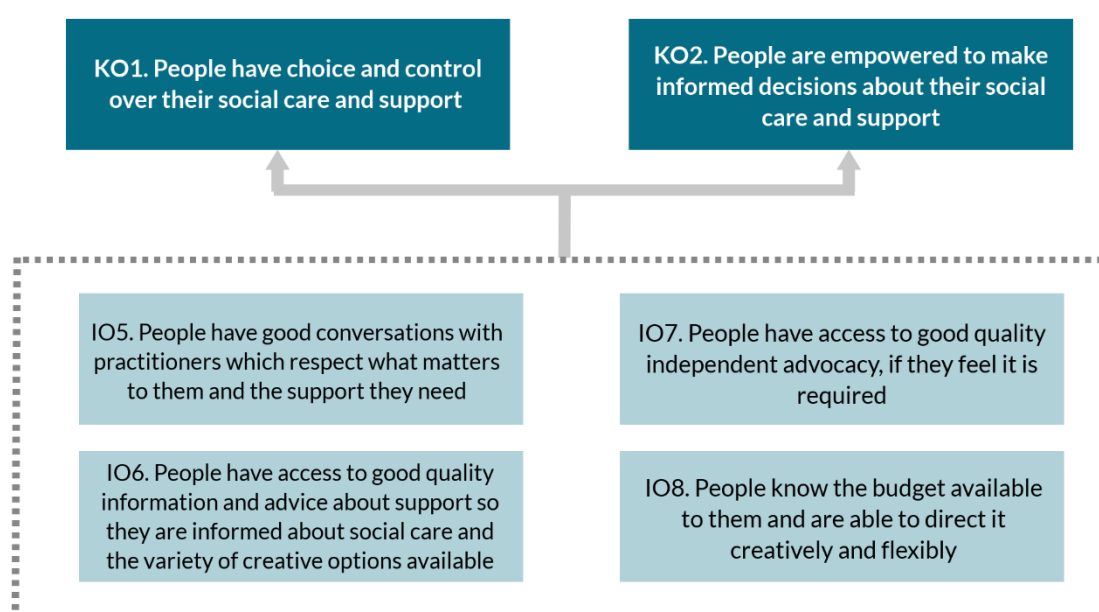 KO1. People have choice and control
over their social care and support
KO2. People are empowered to make
informed decisions about their social
care and support
IO5. People have good conversations with
practitioners which respect what matters
to them and the support they need
IO7. People have access to good quality
independent advocacy, if they feel it is
required
IO6. People have access to good quality
information and advice about support so
they are informed about social care and
the variety of creative options available
IO8. People know the budget available
to them and are able to direct it
creatively and flexibly